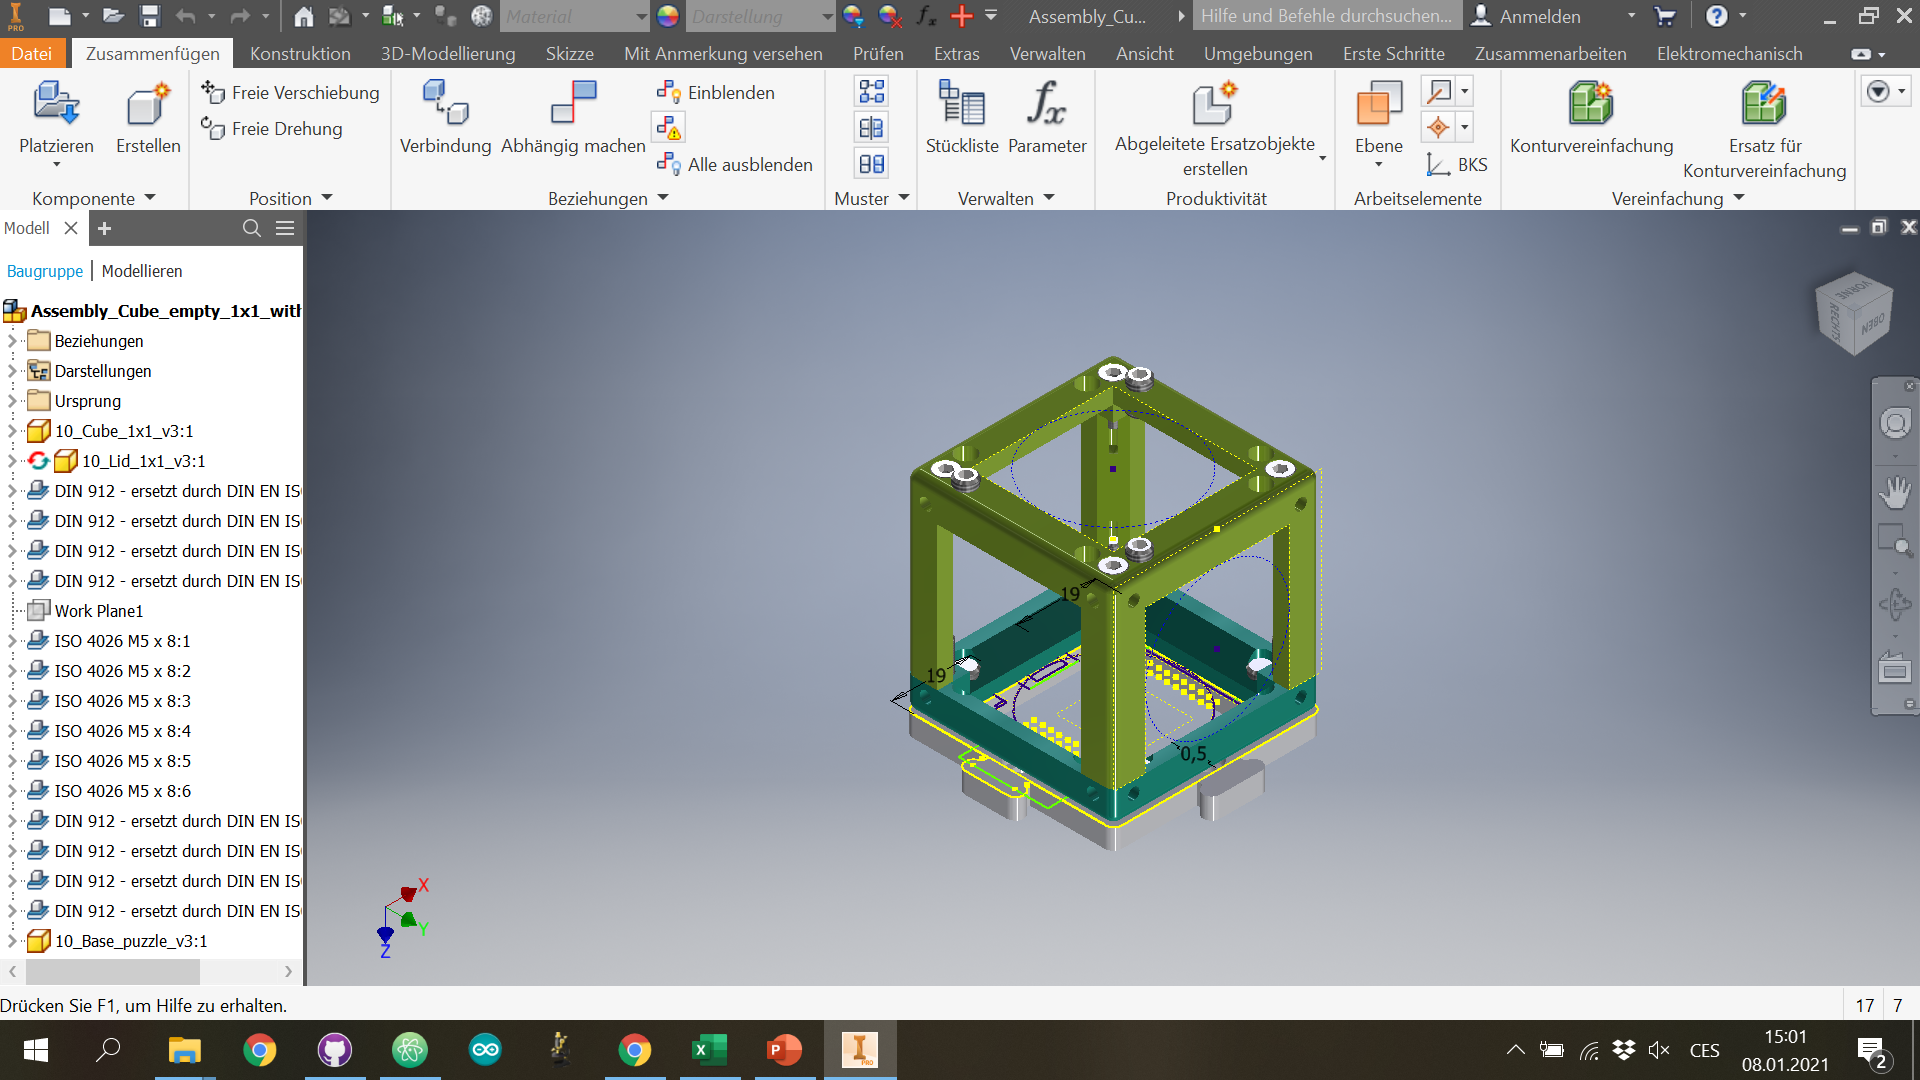 PRO
Material
Darstellung
Assembly_Cu...
Hilfe und Befehle durchsuchen...
Anmelden
Datei
Zusammenfügen
Konstruktion
3D-Modellierung
Skizze
Mit Anmerkung versehen
Prüfen
Extras
Verwalten
Ansicht
Umgebungen
Erste Schritte
Zusammenarbeiten
Elektromechanisch
Platzieren
Erstellen
Freie Verschiebung
Freie Drehung
Komponente
Position
Verbindung
Abhängig machen
Einblenden
Alle ausblenden
Beziehungen
Muster
Stückliste
Parameter
Verwalten
Abgeleitete Ersatzobjekte
erstellen
Produktivität
Ebene
BKS
Arbeitselemente
Konturvereinfachung
Ersatz für
Konturvereinfachung
Vereinfachung
Modell
Baugruppe | Modellieren
Assembly_Cube_empty_1x1_with
Beziehungen
Darstellungen
Ursprung
10_Cube_1x1_v3:1
10_Lid_1x1_v3:1
DIN 912 - ersetzt durch DIN EN IS
DIN 912 - ersetzt durch DIN EN IS
DIN 912 - ersetzt durch DIN EN IS
DIN 912 - ersetzt durch DIN EN IS
Work Plane1
ISO 4026 M5 x 8:1
ISO 4026 M5 x 8:2
ISO 4026 M5 x 8:3
ISO 4026 M5 x 8:4
ISO 4026 M5 x 8:5
ISO 4026 M5 x 8:6
DIN 912 - ersetzt durch DIN EN IS
DIN 912 - ersetzt durch DIN EN IS
DIN 912 - ersetzt durch DIN EN IS
DIN 912 - ersetzt durch DIN EN IS
10_Base_puzzle_v3:1
VORNE
RECHTS
OBEN
19
19
0,5
X
Y
Z
Drücken Sie F1, um Hilfe zu erhalten.
17
7
CES
15:01
08.01.2021
2